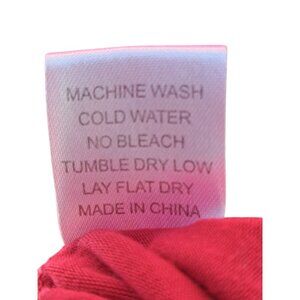 MACHINE WASH
COLD WATER
NO BLEACH
TUMBLE DRY LOW
LAY FLAT DRY
MADE IN CHINA